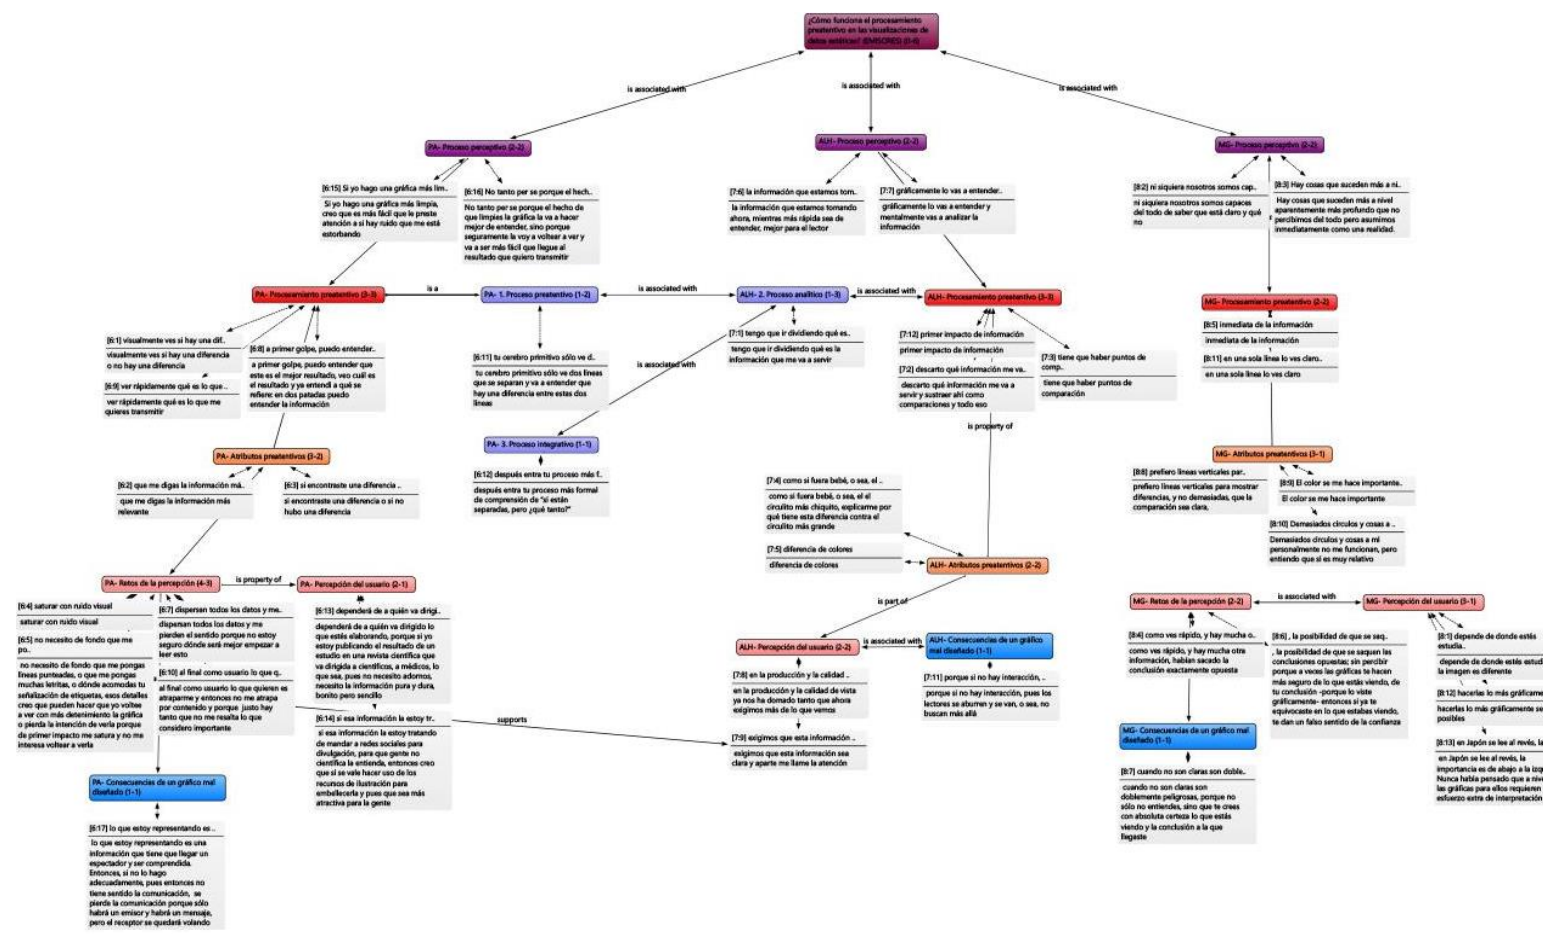 ¿Cómo funciona el procesamiento
preatentivo en las visualizaciones de
datos estáticos? (EMISORES) (0-6)
is associated with
is associated with
is associated with
PA- Proceso perceptivo (2-2)
ALH- Proceso perceptivo (2-2)
MG- Proceso perceptivo (2-2)
[6:15] Si yo hago una gráfica más lim..
Si yo hago una gráfica más limpia,
creo que es más fácil que le preste
atención a si hay ruido que me está
estorbando
[6:16] No tanto per se porque el hech..
No tanto per se porque el hecho de
que limpies la gráfica la va a hacer
mejor de entender, sino porque
seguramente la voy a voltear a ver y
va a ser más fácil que llegue al
resultado que quiero transmitir
[7:6] la información que estamos tom..
la información que estamos tomando
ahora, mientras más rápida sea de
entender, mejor para el lector
[7:7] gráficamente lo vas a entender..
gráficamente lo vas a entender y
mentalmente vas a analizar la
información
[8:2] ni siquiera nosotros somos cap..
ni siquiera nosotros somos capaces
del todo de saber que está claro y qué
no
[8:3] Hay cosas que suceden más a ni..
Hay cosas que suceden más a nivel
aparentemente más profundo que no
percibimos del todo pero asumimos
inmediatamente como una realidad.
PA- Procesamiento preatentivo (3-3)
is a
PA- 1. Proceso preatentivo (1-2)
is associated with
ALH- 2. Proceso analítico (1-3)
is associated with
ALH- Procesamiento preatentivo (3-3)
MG- Procesamiento preatentivo (2-2)
[6:1] visualmente ves si hay una dif..
visualmente ves si hay una diferencia
o no hay una diferencia
[6:9] ver rápidamente qué es lo que ..
ver rápidamente qué es lo que me
quieres transmitir
[6:8] a primer golpe, puedo entender..
a primer golpe, puedo entender que
este es el mejor resultado, veo cuál es
el resultado y ya entendí a qué se
refiere: en dos patadas puedo
entender la información
[6:11] tu cerebro primitivo sólo ve d..
tu cerebro primitivo sólo ve dos líneas
que se separan y va a entender que
hay una diferencia entre estas dos
líneas
[7:1] tengo que ir dividiendo qué es..
tengo que ir dividiendo qué es la
información que me va a servir
is associated with
[7:12] primer impacto de información
primer impacto de información
[7:2] descarto qué información me va..
descarto qué información me va a
servir y sustraer ahí como
comparaciones y todo eso
[7:3] tiene que haber puntos de
comp..
tiene que haber puntos de
comparación
[8:5] inmediata de la información
inmediata de la información
[8:11] en una sola línea lo ves claro..
en una sola línea lo ves claro
is property of
PA- 3. Proceso integrativo (1-1)
[6:12] después entra tu proceso más f..
después entra tu proceso más formal
de comprensión de "sí están
separadas, pero ¿qué tanto?"
PA- Atributos preatentivos (3-2)
[6:2] que me digas la información má..
que me digas la información más
relevante
[6:3] si encontraste una diferencia ..
si encontraste una diferencia o si no
hubo una diferencia
MG- Atributos preatentivos (3-1)
[8:8] prefiero líneas verticales par..
prefiero líneas verticales para mostrar
diferencias, y no demasiadas, que la
comparación sea clara,
[8:9] El color se me hace importante..
El color se me hace importante
[8:10] Demasiados círculos y cosas a ..
Demasiados círculos y cosas a mí
personalmente no me funcionan, pero
entiendo que sí es muy relativo
[7:4] como si fuera bebé, o sea, el ..
como si fuera bebé, o sea, el el
circulito más chiquito, explicarme por
qué tiene esta diferencia contra el
circulito más grande
[7:5] diferencia de colores
diferencia de colores
ALH- Atributos preatentivos (2-2)
is part of
PA- Retos de la percepción (4-3)
is property of
PA- Percepción del usuario (2-1)
[6:4] saturar con ruido visual
saturar con ruido visual
[6:5] no necesito de fondo que me
po..
no necesito de fondo que me pongas
líneas punteadas, o que me pongas
muchas letritas, o dónde acomodas tu
señalización de etiquetas, esos detalles
creo que pueden hacer que yo voltee
a ver con más detenimiento la gráfica
o pierda la intención de verla porque
de primer impacto me satura y no me
interesa voltear a verla
[6:7] dispersan todos los datos y me..
dispersan todos los datos y me
pierden el sentido porque no estoy
seguro dónde será mejor empezar a
leer esto
[6:10] al final como usuario lo que q..
al final como usuario lo que quieren es
atraparme y entonces no me atrapa
por contenido y porque justo hay
tanto que no me resalta lo que
considero importante
[6:13] dependerá de a quién va dirigi..
dependerá de a quién va dirigido lo
que estés elaborando, porque si yo
estoy publicando el resultado de un
estudio en una revista científica que
va dirigida a científicos, a médicos, lo
que sea, pues no necesito adornos,
necesito la información pura y dura,
bonito pero sencillo
[6:14] si esa información la estoy tr..
si esa información la estoy tratando
de mandar a redes sociales para
divulgación, para que gente no
científica la entienda, entonces creo
que sí se vale hacer uso de los
recursos de ilustración para
embellecerla y pues que sea más
atractiva para la gente
supports
ALH- Percepción del usuario (2-2)
is associated with
ALH- Consecuencias de un gráfico
mal diseñado (1-1)
[7:8] en la producción y la calidad ..
en la producción y la calidad de vista
ya nos ha domado tanto que ahora
exigimos más de lo que vemos
[7:9] exigimos que esta información ..
exigimos que esta información sea
clara y aparte me llame la atención
[7:11] porque si no hay interacción, ..
porque si no hay interacción, pues los
lectores se aburren y se van, o sea, no
buscan más allá
MG- Retos de la percepción (2-2)
is associated with
MG- Percepción del usuario (3-1)
[8:4] como ves rápido, y hay mucha o..
como ves rápido, y hay mucha otra
información, habían sacado la
conclusión exactamente opuesta
[8:6] , la posibilidad de que se saq..
, la posibilidad de que se saquen las
conclusiones opuestas; sin percibir
porque a veces las gráficas te hacen
más seguro de lo que estás viendo, de
tu conclusión -porque lo viste
gráficamente- entonces si ya te
equivocaste en lo que estabas viendo,
te dan un falso sentido de la confianza
[8:1] depende de donde estés
estudia..
depende de donde estés estudi
la imagen es diferente
[8:12] hacerlas lo más gráficame
hacerlas lo más gráficamente
posibles
[8:13] en Japón se lee al revés, la
en Japón se lee al revés, la
importancia es de abajo a la izq
Nunca había pensado que a nive
las gráficas para ellos requieren
esfuerzo extra de interpretación
MG- Consecuencias de un gráfico mal
diseñado (1-1)
[8:7] cuando no son claras son doble..
cuando no son claras son
doblemente peligrosas, porque no
sólo no entiendes, sino que te crees
con absoluta certeza lo que estás
viendo y la conclusión a la que
llegaste
PA- Consecuencias de un gráfico mal
diseñado (1-1)
[6:17] lo que estoy representando es ..
lo que estoy representando es una
información que tiene que llegar un
espectador y ser comprendida.
Entonces, si no lo hago
adecuadamente, pues entonces no
tiene sentido la comunicación, se
pierde la comunicación porque sólo
habrá un emisor y habrá un mensaje,
pero el receptor se quedará volando